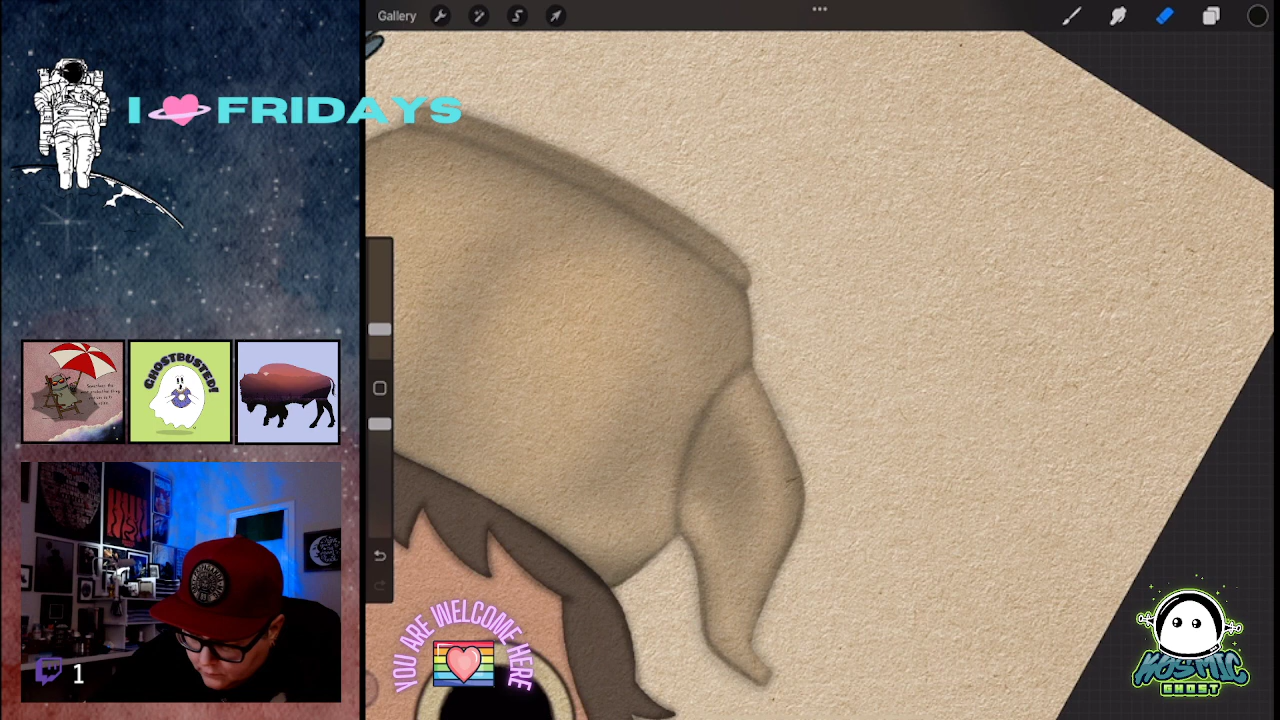 Gallery
I FRIDAYS
GHOSTBUSTED!
YOU ARE WELCOME HERE
1
KOSMIC
GHOST